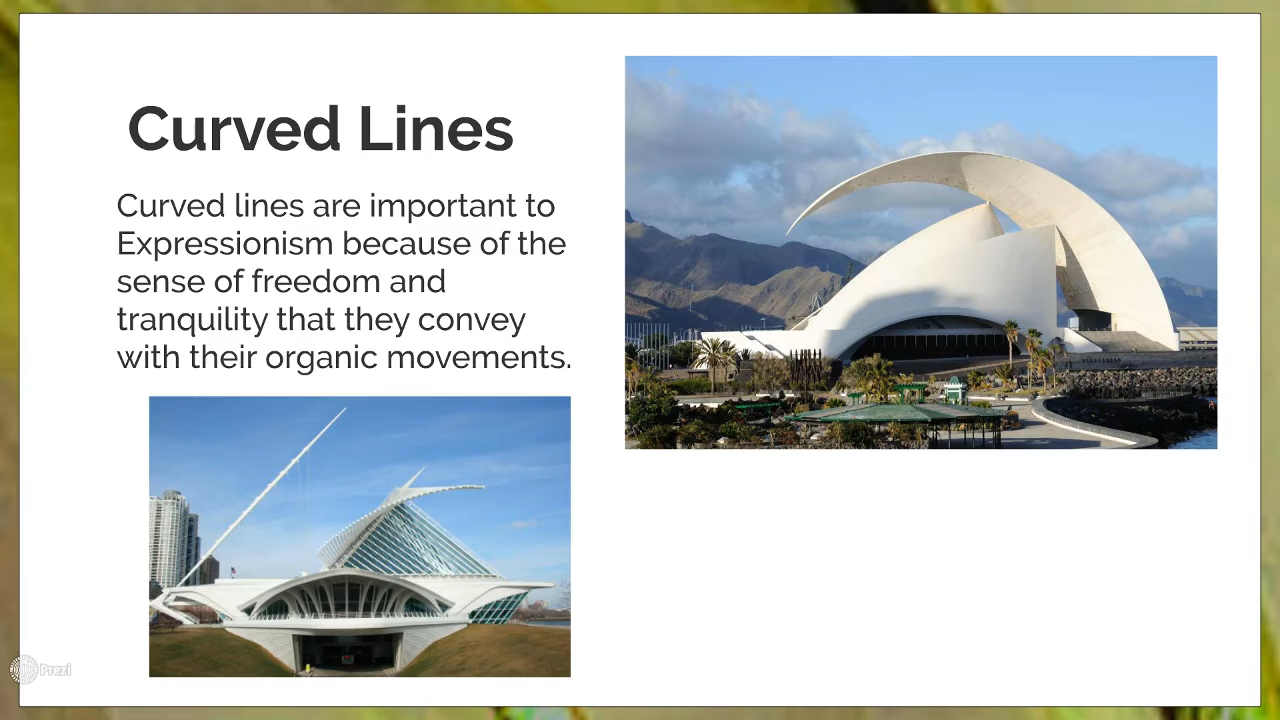 Curved Lines
Curved lines are important to
Expressionism because of the
sense of freedom and
tranquility that they convey
with their organic movements.
Prezi